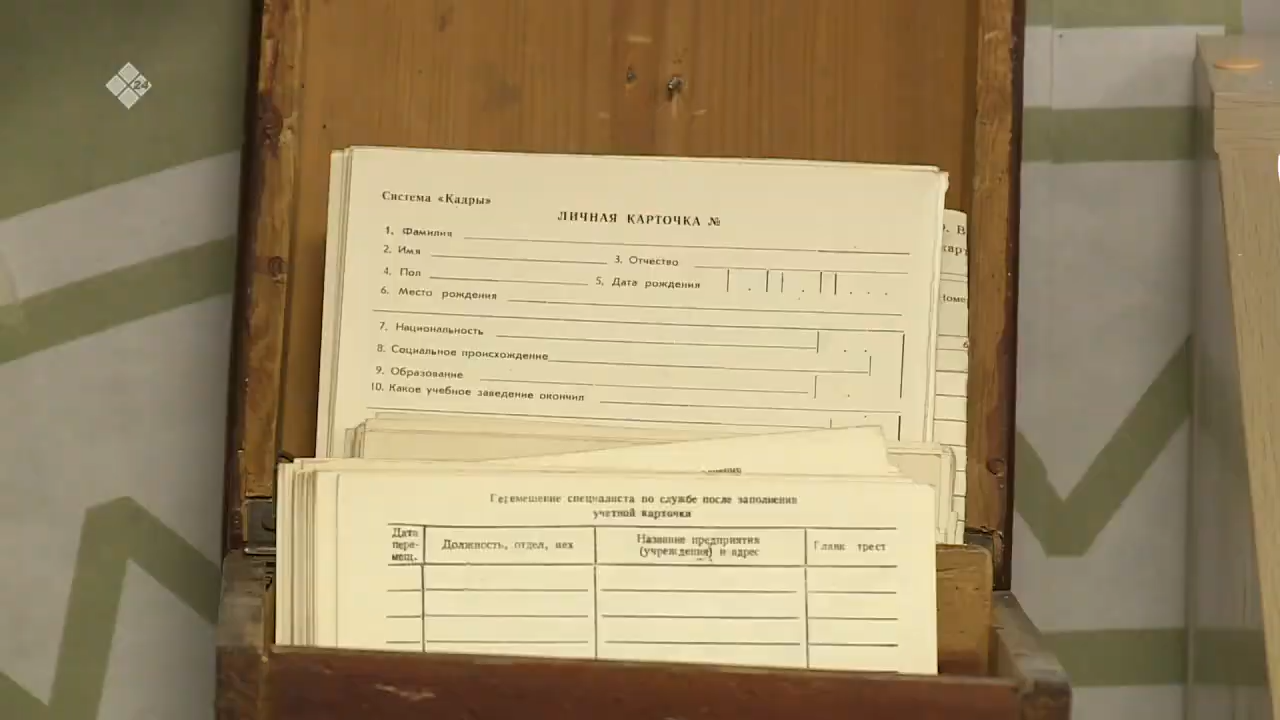 X24
Система «Кадры»
ЛИЧНАЯ КАРТОЧКА №
1. Фамилия
2. Имя 3. Отчество
4. Пол 5. Дата рождения
6. Место рождения
7. Национальность
8. Социальное происхождение
9. Образование
10. Какое учебное заведение окончил
Перемещение специалиста по службе после заполнения
учетной карточки
Дата пере- мещ. Должность, отдел, цех Название предприятия (учреждения) и адрес Главк трест